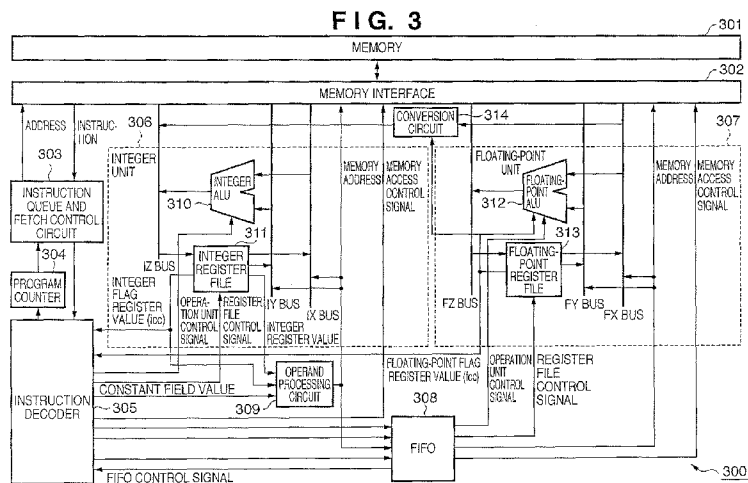 FIG. 3
301
MEMORY
302
MEMORY INTERFACE
306
314
307
ADDRESS
INSTRUC-
TION
CONVERSION
CIRCUIT
303
INTEGER
UNIT
INTEGER
ALU
310
MEMORY
ADDRESS
MEMORY
ACCESS
CONTROL
SIGNAL
FLOATING-POINT
UNIT
FLOATING-
POINT
ALU
312
MEMORY
ADDRESS
MEMORY
ACCESS
CONTROL
SIGNAL
INSTRUCTION
QUEUE AND
FETCH CONTROL
CIRCUIT
304
311
INTEGER
REGISTER
FILE
313
FLOATING-
POINT
REGISTER
FILE
iZ BUS
iY BUS
iX BUS
FZ BUS
FY BUS
FX BUS
PROGRAM
COUNTER
INTEGER
FLAG
REGISTER
VALUE (icc)
OPERA-
TION UNIT
CONTROL
SIGNAL
REGISTER
FILE
CONTROL
SIGNAL
INTEGER
REGISTER VALUE
FLOATING-POINT FLAG
REGISTER VALUE (fcc)
OPERATION
UNIT
CONTROL
SIGNAL
REGISTER
FILE
CONTROL
SIGNAL
INSTRUCTION
DECODER
305
CONSTANT FIELD VALUE
OPERAND
PROCESSING
CIRCUIT
309
308
FIFO
FIFO CONTROL SIGNAL
300